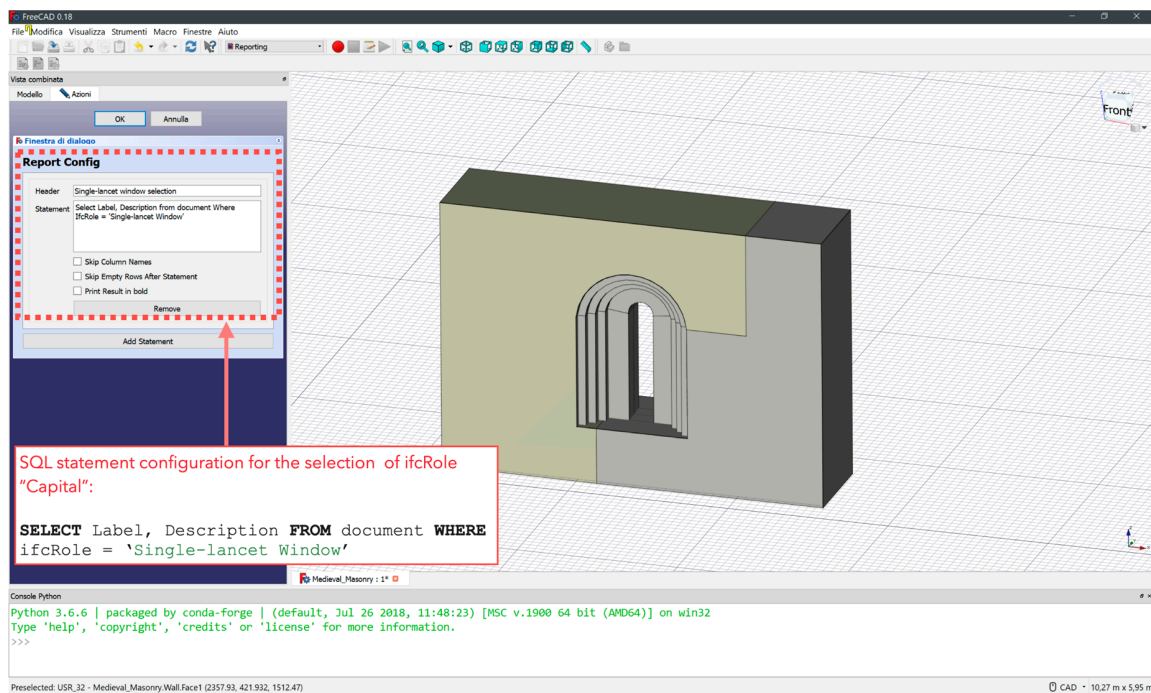 FreeCAD 0.18
File Modifica Visualizza Strumenti Macro Finestre Aiuto
Reporting
Vista combinata
Modello Azioni
OK Annulla
Finestra di dialogo
Report Config
Header Single-lancet window selection
Statement Select Label, Description from document Where
IfcRole = 'Single-lancet Window'
Skip Column Names
Skip Empty Rows After Statement
Print Result in bold
Remove
Add Statement
Front
SQL statement configuration for the selection of ifcRole
“Capital”:
SELECT Label, Description FROM document WHERE
ifcRole = ‘Single-lancet Window’
Medieval_Masonry : 1*
Console Python
Python 3.6.6 | packaged by conda-forge | (default, Jul 26 2018, 11:48:23) [MSC v.1900 64 bit (AMD64)] on win32
Type 'help', 'copyright', 'credits' or 'license' for more information.
>>>
Preselected: USR_32 - Medieval_Masonry.Wall.Face1 (2357.93, 421.932, 1512.47)
CAD 10,27 m x 5,95 m